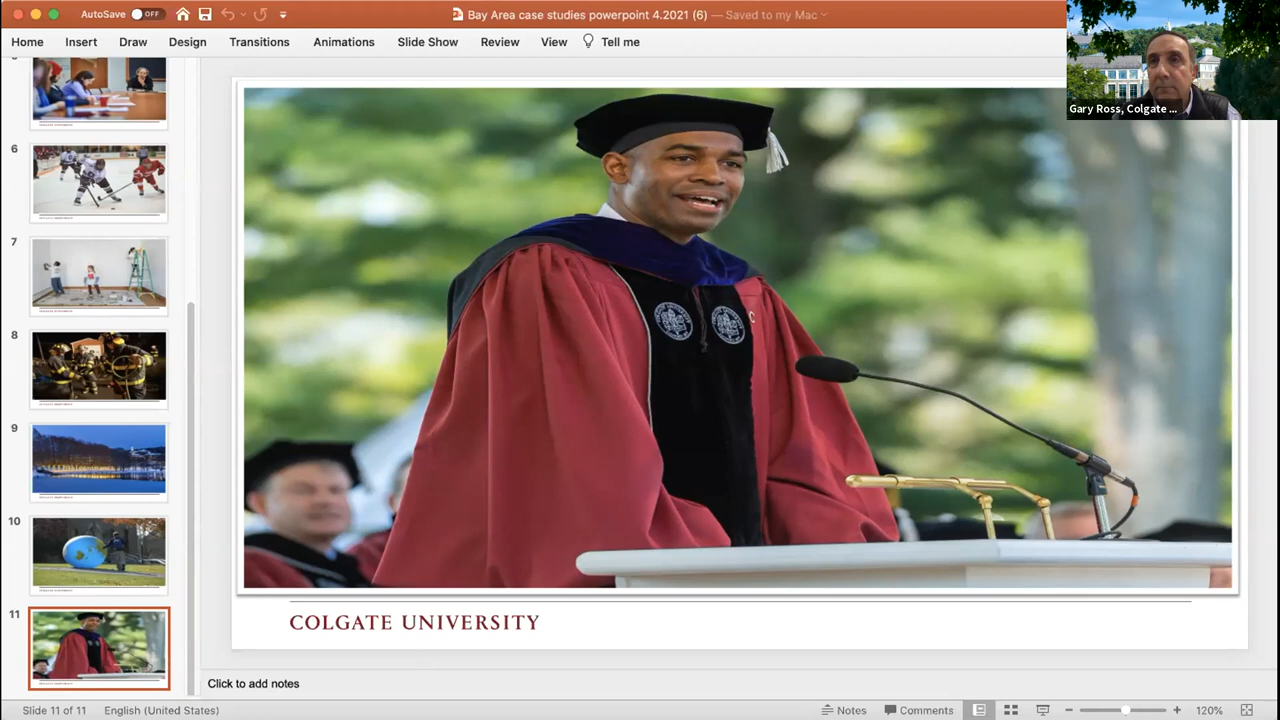 AutoSave OFF
Bay Area case studies powerpoint 4.2021 (6) — Saved to my Mac
Home Insert Draw Design Transitions Animations Slide Show Review View Tell me
Gary Ross, Colgate ...
6
7
8
9
10
11
COLGATE UNIVERSITY
Click to add notes
Slide 11 of 11 English (United States) Notes Comments 120%